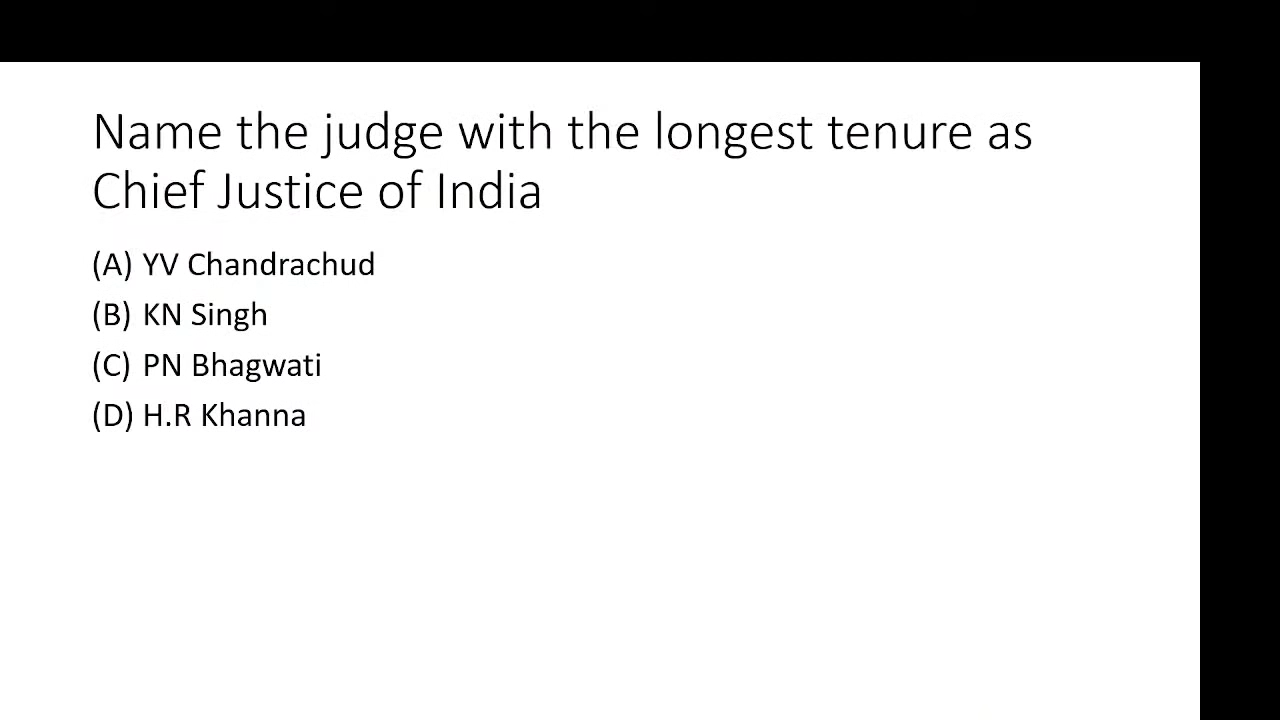 Name the judge with the longest tenure as
Chief Justice of India
(A) YV Chandrachud
(B) KN Singh
(C) PN Bhagwati
(D) H.R Khanna